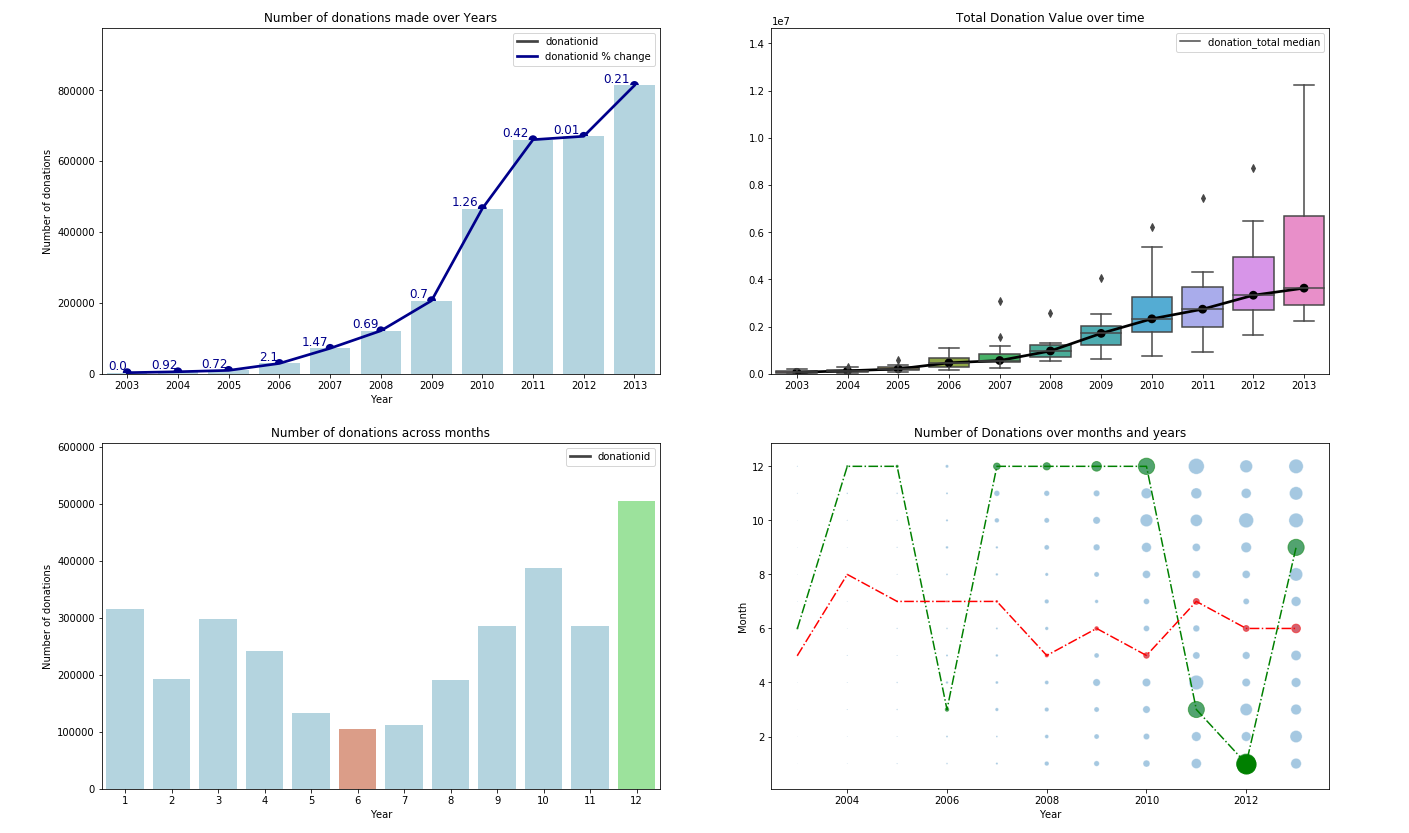 Number of donations made over Years
donationid
donationid % change
0.0
0.92
0.72
2.1
1.47
0.69
0.7
1.26
0.42
0.01
0.21
800000
600000
400000
200000
0
Number of donations
2003 2004 2005 2006 2007 2008 2009 2010 2011 2012 2013
Year
Total Donation Value over time
1e7
donation_total median
1.4
1.2
1.0
0.8
0.6
0.4
0.2
0.0
2003 2004 2005 2006 2007 2008 2009 2010 2011 2012 2013
Number of donations across months
donationid
600000
500000
400000
300000
200000
100000
0
Number of donations
1 2 3 4 5 6 7 8 9 10 11 12
Year
Number of Donations over months and years
12
10
8
6
4
2
Month
2004 2006 2008 2010 2012
Year